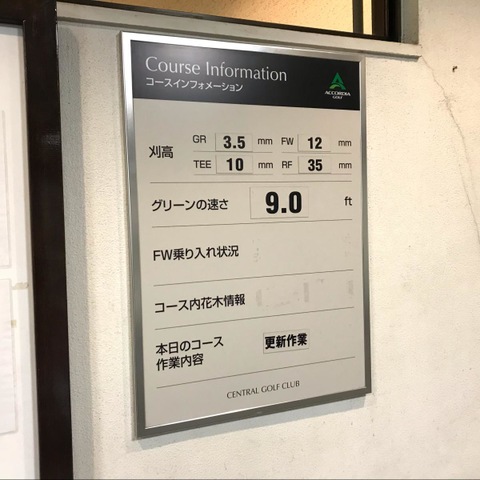 Course Information
コースインフォメーション
ACCORDIA
GOLF
刈高
GR 3.5 mm FW 12 mm
TEE 10 mm RF 35 mm
グリーンの速さ 9.0 ft
FW乗り入れ状況
コース内花木情報
本日のコース
作業内容
更新作業
CENTRAL GOLF CLUB